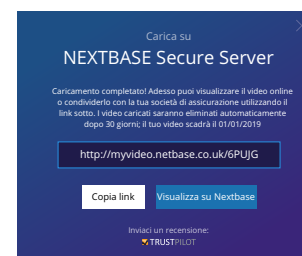 Carica su
NEXTBASE Secure Server
Caricamento completato! Adesso puoi visualizzare il video online
o condividerlo con la tua società di assicurazione utilizzando il
link sotto. I video caricati saranno eliminati automaticamente
dopo 30 giorni; il tuo video scadrà il 01/01/2019
http://myvideo.netbase.co.uk/6PUJG
Copia link
Visualizza su Nextbase
Inviaci un recensione:
TRUSTPILOT